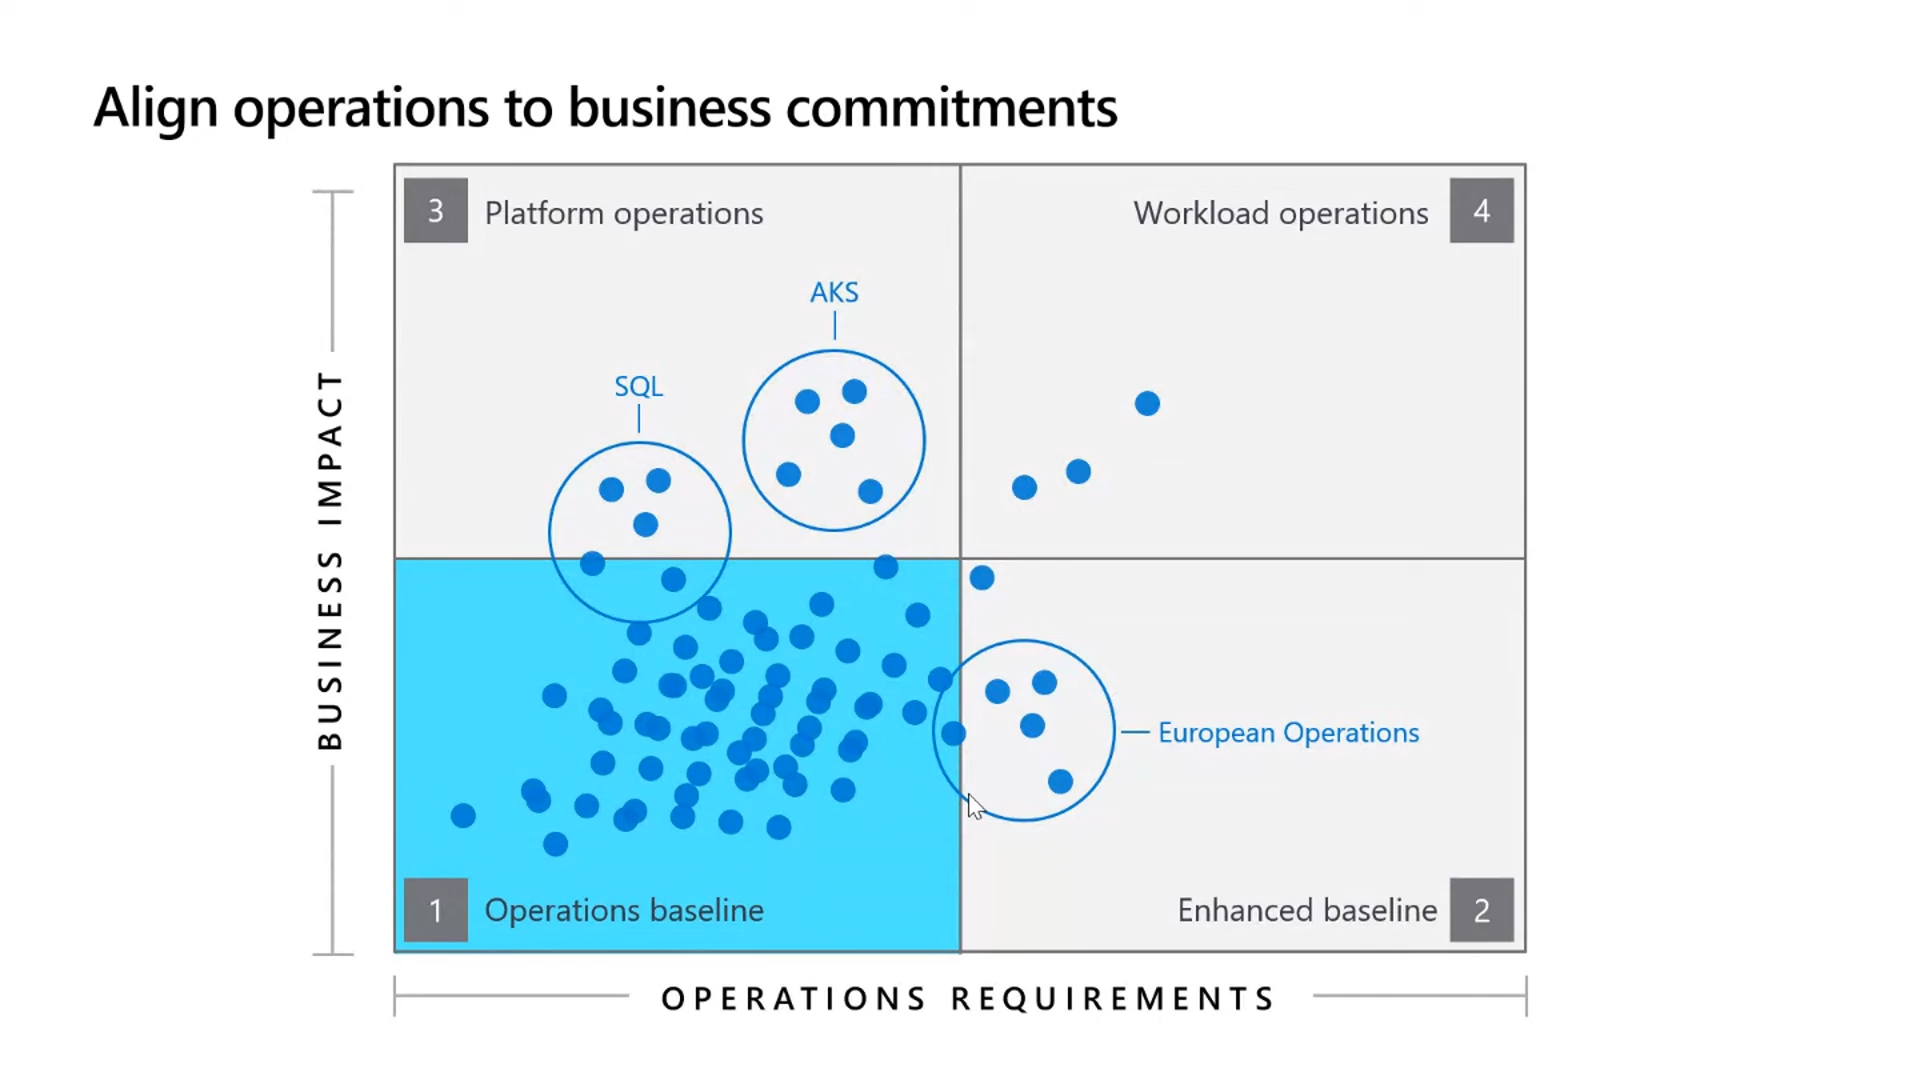 Align operations to business commitments
3 Platform operations
Workload operations 4
AKS
SQL
BUSINESS IMPACT
European Operations
1 Operations baseline
Enhanced baseline 2
OPERATIONS REQUIREMENTS